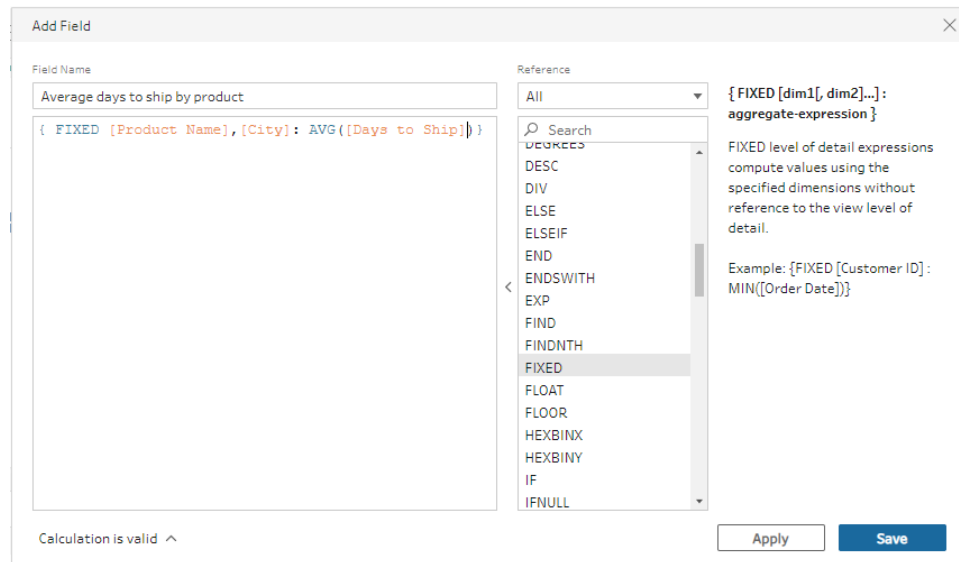 Add Field
Field Name
Average days to ship by product
{ FIXED [Product Name],[City]: AVG([Days to Ship])}
Reference
All
Search
DEGREES
DESC
DIV
ELSE
ELSEIF
END
ENDSWITH
EXP
FIND
FINDNTH
FIXED
FLOAT
FLOOR
HEXBINX
HEXBINY
IF
IFNULL
{ FIXED [dim1[, dim2]...] :
aggregate-expression }
FIXED level of detail expressions
compute values using the
specified dimensions without
reference to the view level of
detail.
Example: {FIXED [Customer ID] :
MIN([Order Date])}
Calculation is valid
Apply
Save